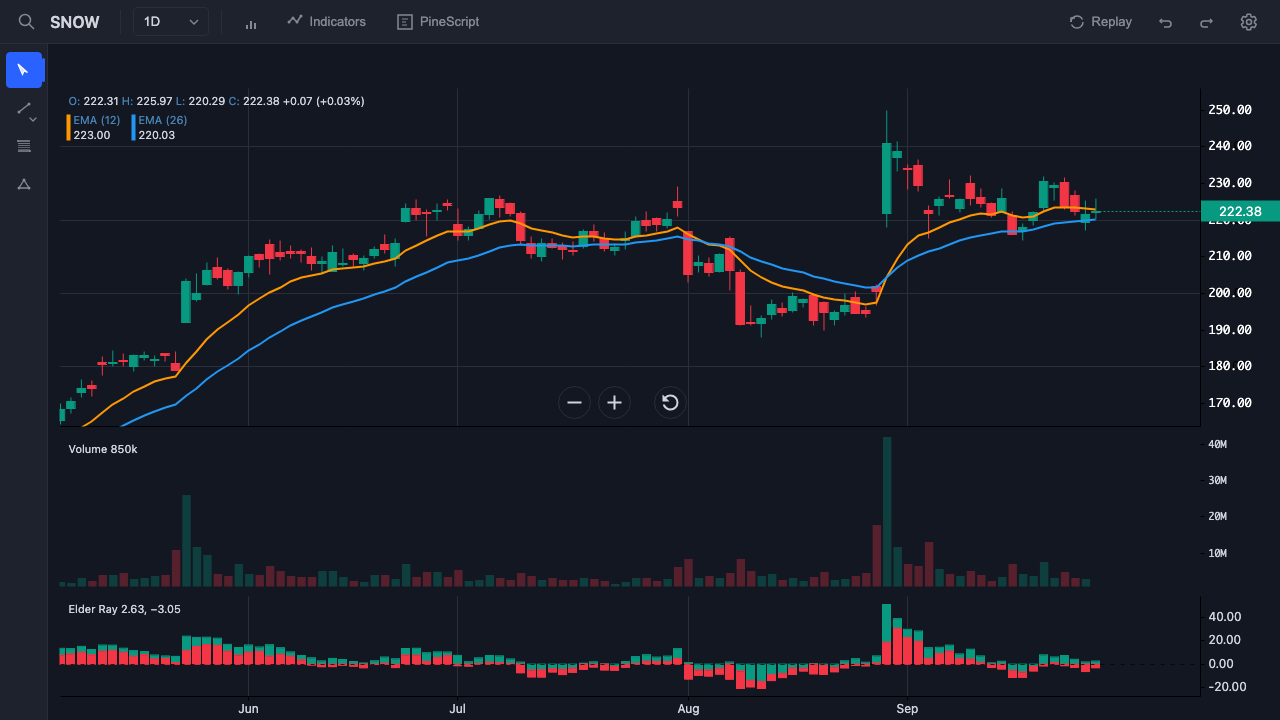 SNOW 1D Indicators PineScript Replay
O: 222.31 H: 225.97 L: 220.29 C: 222.38 +0.07 (+0.03%)
EMA (12) EMA (26)
223.00 220.03
250.00
240.00
230.00
222.38
210.00
200.00
190.00
180.00
170.00
Volume 850k
40M
30M
20M
10M
Elder Ray 2.63, −3.05
40.00
20.00
0.00
−20.00
Jun Jul Aug Sep